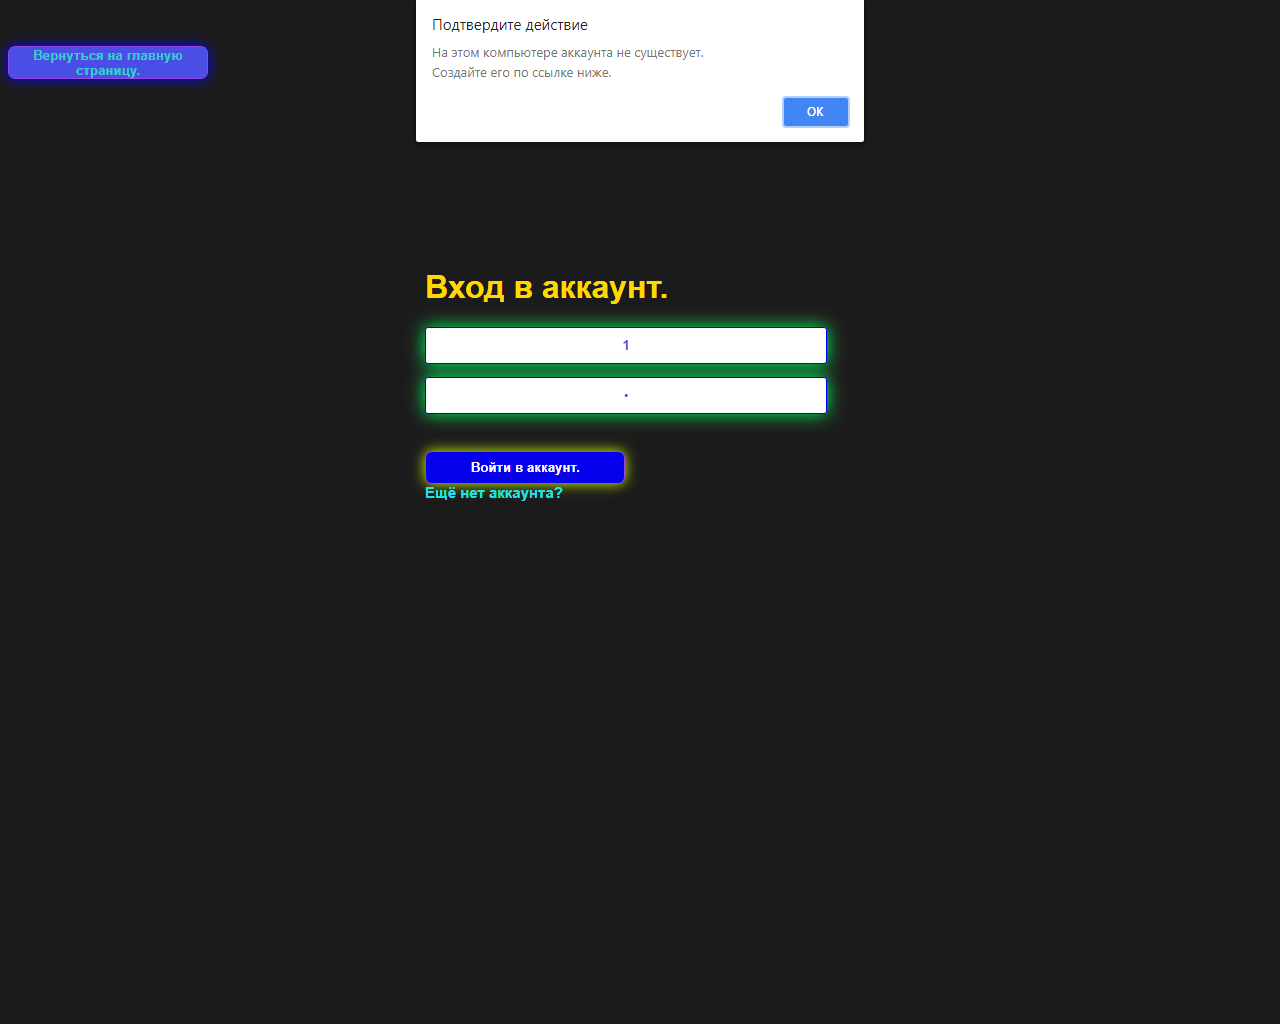 Подтвердите действие
На этом компьютере аккаунта не существует.
Создайте его по ссылке ниже.
ОК
Вернуться на главную
страницу.
Вход в аккаунт.
1
•
Войти в аккаунт.
Ещё нет аккаунта?